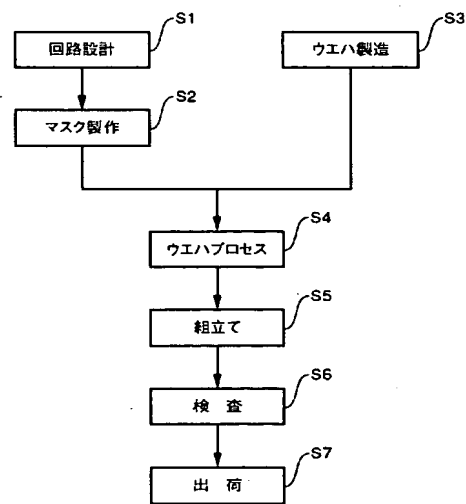 S1
回路設計
S3
ウエハ製造
S2
マスク製作
S4
ウエハプロセス
S5
組立て
S6
検 査
S7
出 荷